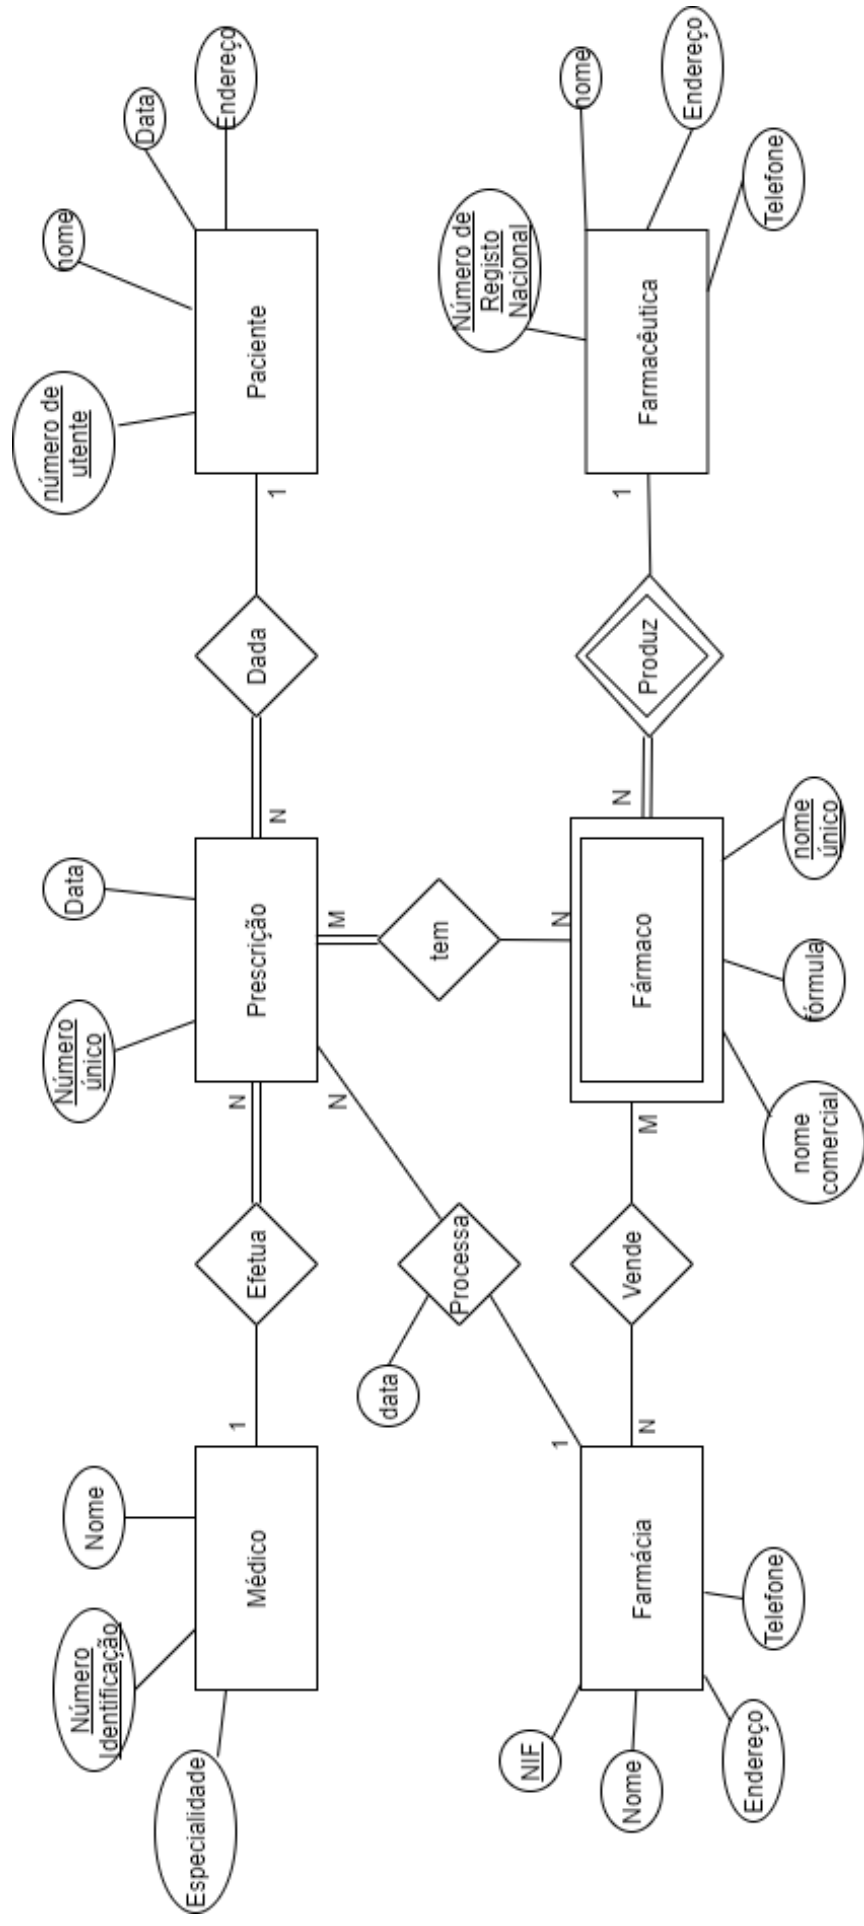 Número
Identificação
Nome
Número
único
Data
número de
utente
nome
Data
Especialidade
Endereço
Médico
1
Efetua
N
Prescrição
N
Dada
1
Paciente
N
M
data
Processa
tem
Número de
Registo
Nacional
nome
NIF
1
N
Endereço
Nome
Farmácia
N
Vende
M
Fármaco
N
Produz
1
Farmacêutica
Endereço
Telefone
nome
comercial
fórmula
nome
único
Telefone